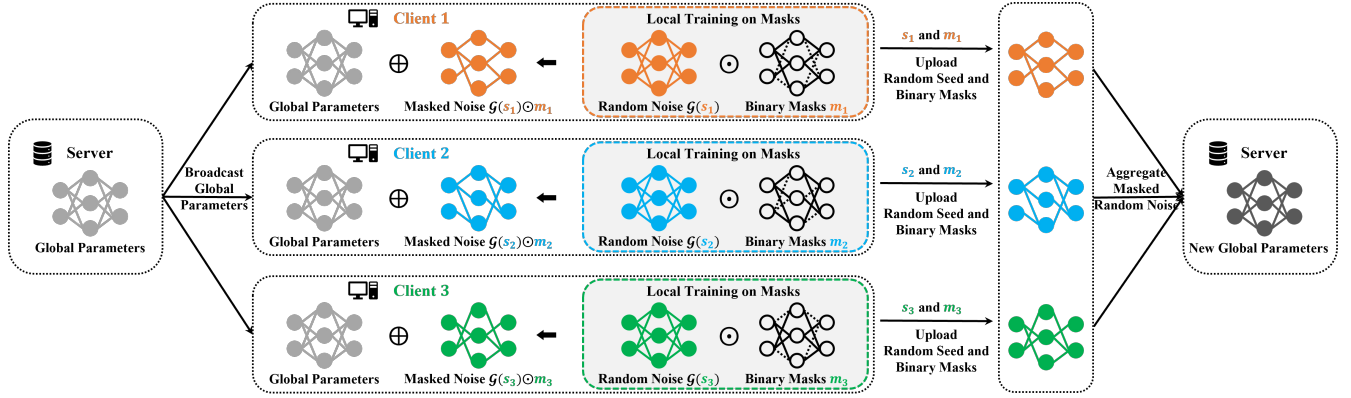 Server
Global Parameters
Broadcast
Global
Parameters
Client 1
Global Parameters
Masked Noise 𝒢(s₁)⊙m₁
Local Training on Masks
Random Noise 𝒢(s₁)
Binary Masks m₁
s₁ and m₁
Upload
Random Seed and
Binary Masks
Client 2
Global Parameters
Masked Noise 𝒢(s₂)⊙m₂
Local Training on Masks
Random Noise 𝒢(s₂)
Binary Masks m₂
s₂ and m₂
Upload
Random Seed and
Binary Masks
Client 3
Global Parameters
Masked Noise 𝒢(s₃)⊙m₃
Local Training on Masks
Random Noise 𝒢(s₃)
Binary Masks m₃
s₃ and m₃
Upload
Random Seed and
Binary Masks
Aggregate
Masked
Random Noise
Server
New Global Parameters